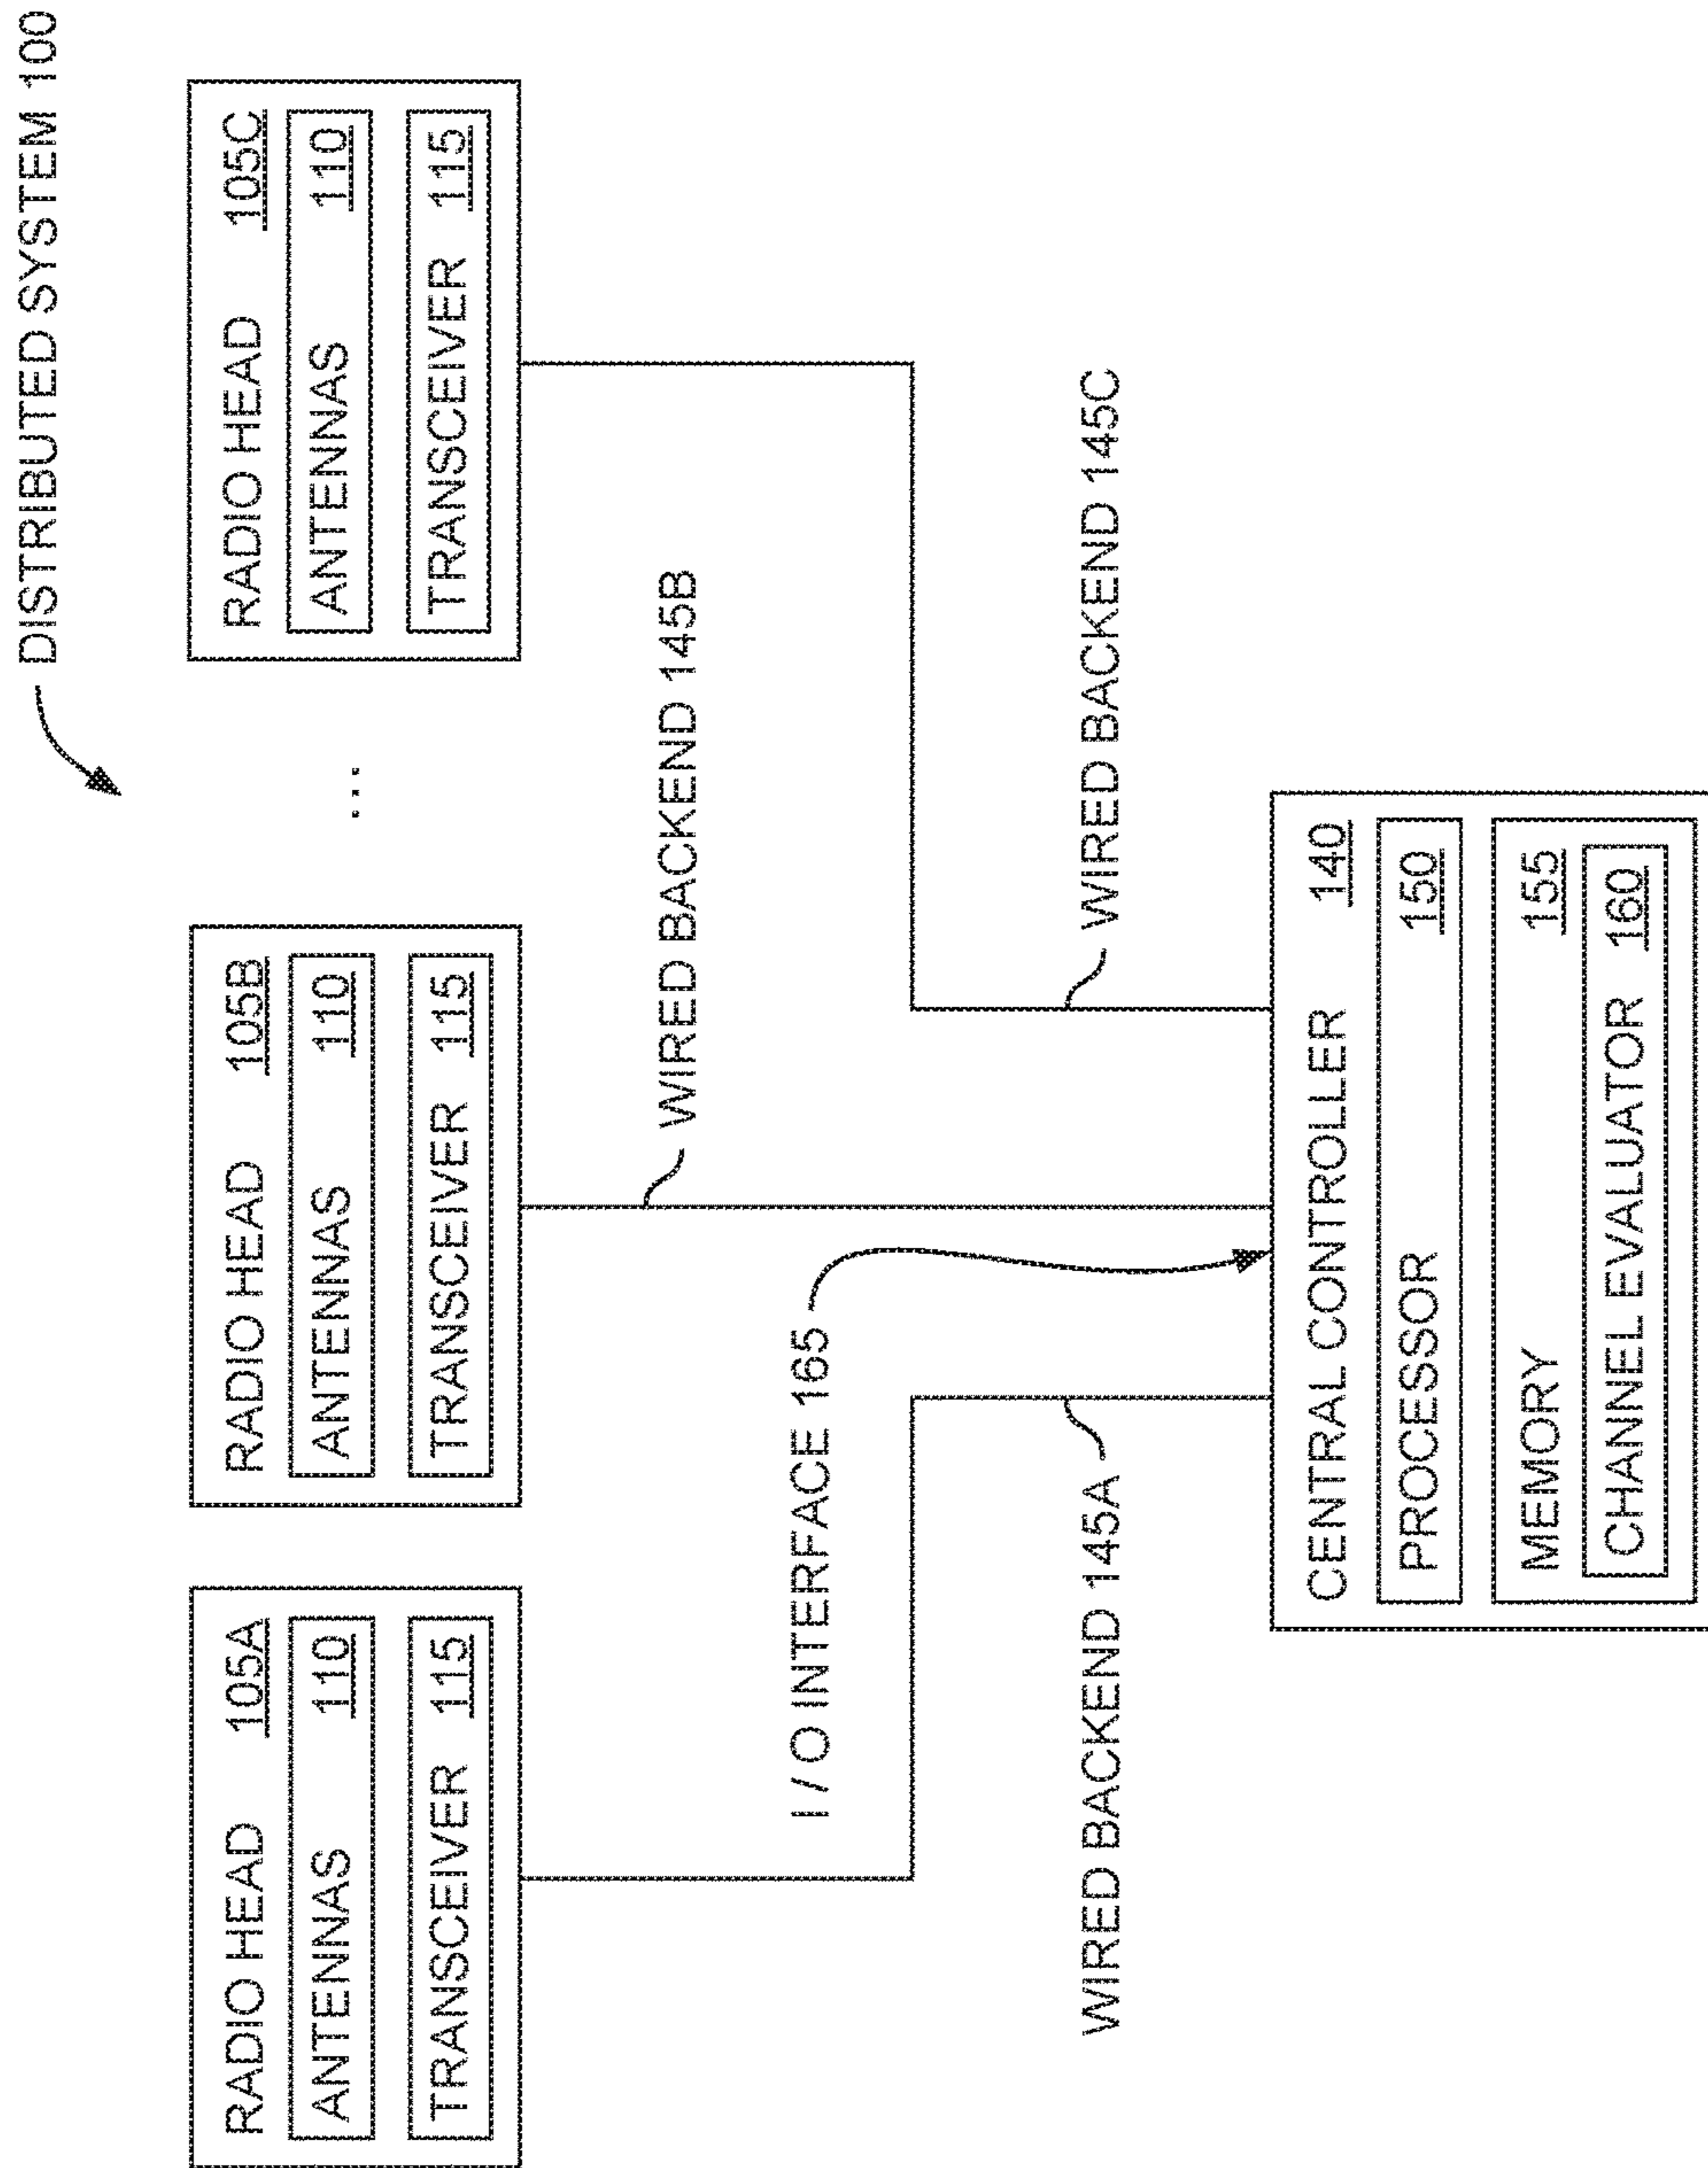 DISTRIBUTED SYSTEM 100
RADIO HEAD 105A
ANTENNAS 110
TRANSCEIVER 115
RADIO HEAD 105B
ANTENNAS 110
TRANSCEIVER 115
...
RADIO HEAD 105C
ANTENNAS 110
TRANSCEIVER 115
WIRED BACKEND 145B
I / O INTERFACE 165
WIRED BACKEND 145A
WIRED BACKEND 145C
CENTRAL CONTROLLER 140
PROCESSOR 150
MEMORY 155
CHANNEL EVALUATOR 160